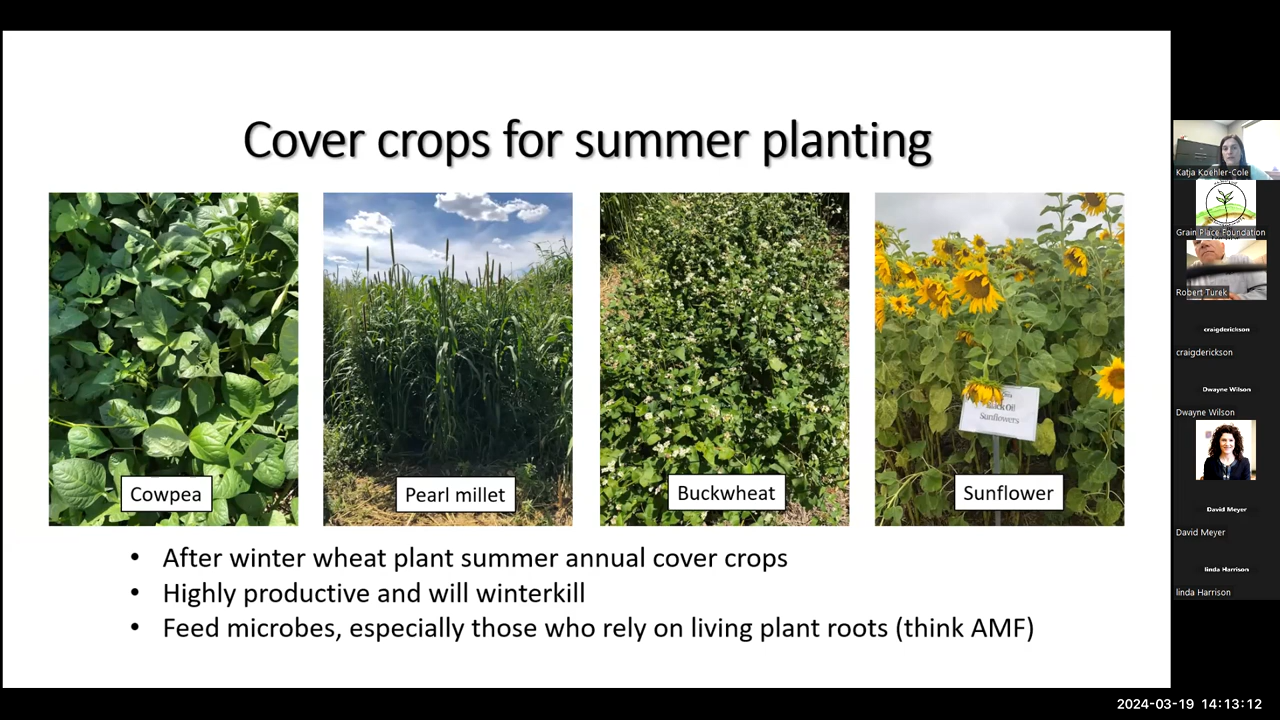 Cover crops for summer planting
Cowpea
Pearl millet
Buckwheat
Sunflower
Black Oil
Sunflowers
• After winter wheat plant summer annual cover crops
• Highly productive and will winterkill
• Feed microbes, especially those who rely on living plant roots (think AMF)
Katja Koehler-Cole
Grain Place Foundation
Robert Turek
craigderickson
craigderickson
Dwayne Wilson
Dwayne Wilson
David Meyer
David Meyer
linda Harrison
linda Harrison
2024-03-19 14:13:12